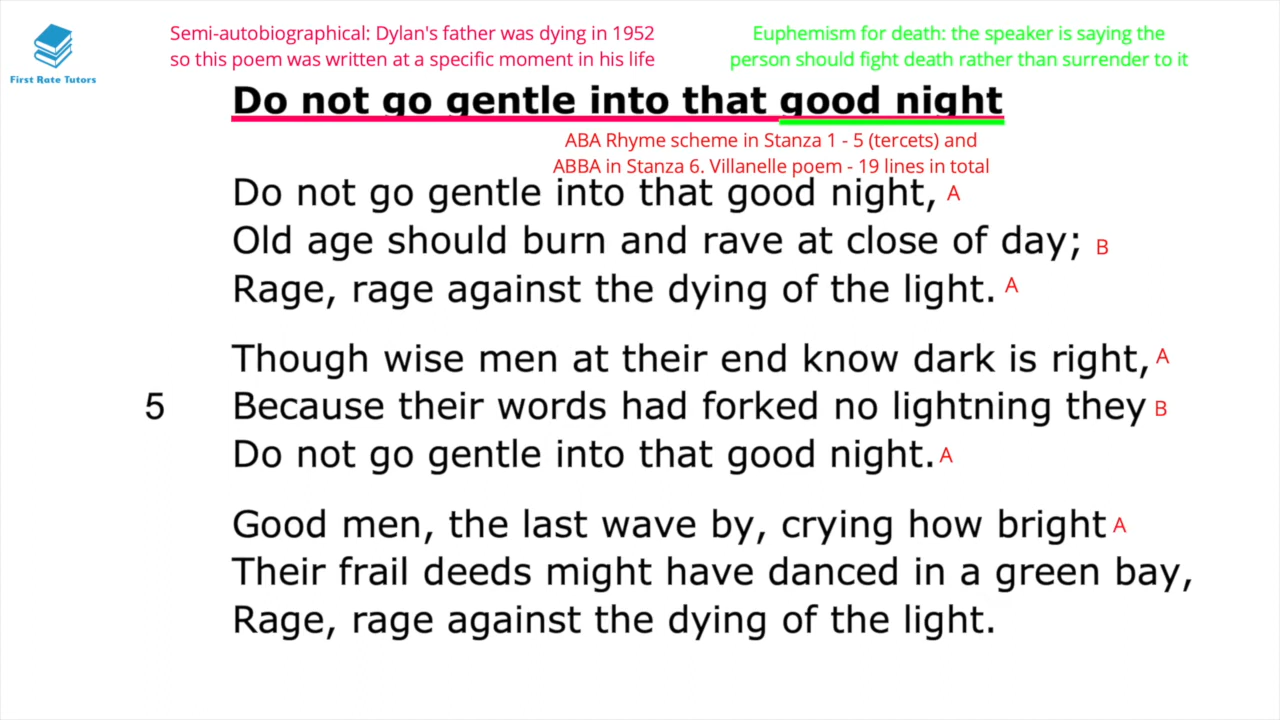 Semi-autobiographical: Dylan's father was dying in 1952
so this poem was written at a specific moment in his life
Euphemism for death: the speaker is saying the
person should fight death rather than surrender to it
First Rate Tutors
Do not go gentle into that good night
ABA Rhyme scheme in Stanza 1 - 5 (tercets) and
ABBA in Stanza 6. Villanelle poem - 19 lines in total
Do not go gentle into that good night, A
Old age should burn and rave at close of day; B
Rage, rage against the dying of the light. A
Though wise men at their end know dark is right, A
5 Because their words had forked no lightning they B
Do not go gentle into that good night. A
Good men, the last wave by, crying how bright A
Their frail deeds might have danced in a green bay,
Rage, rage against the dying of the light.